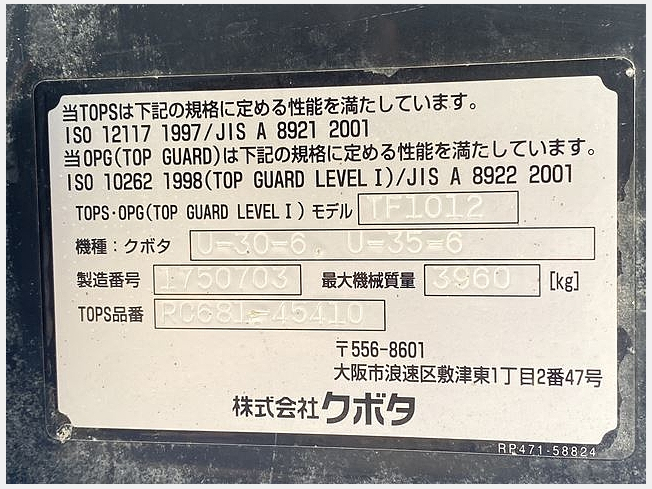 当TOPSは下記の規格に定める性能を満たしています。
ISO 12117 1997/JIS A 8921 2001
当OPG(TOP GUARD)は下記の規格に定める性能を満たしています。
ISO 10262 1998(TOP GUARD LEVEL I)/JIS A 8922 2001
TOPS・OPG(TOP GUARD LEVEL I) モデル YF1012
機種：クボタ U-30-6, U-35-6
製造番号 1750703 最大機械質量 3960 [kg]
TOPS品番 RC681-45410
〒556-8601
大阪市浪速区敷津東1丁目2番47号
株式会社クボタ
RP471-58824